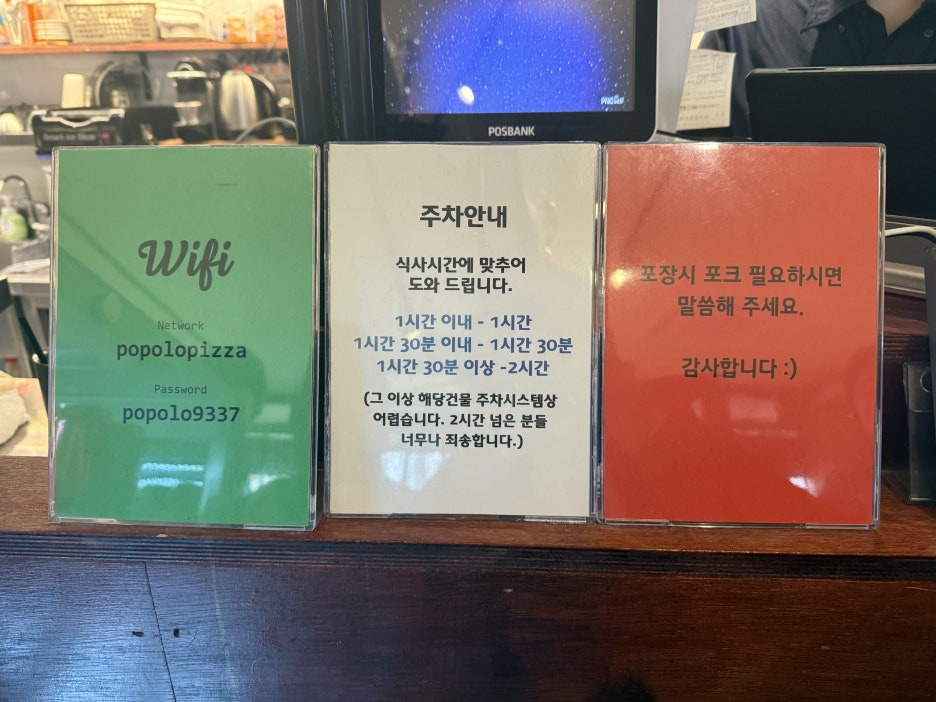 POSBANK
Wifi
Network
popolopizza
Password
popolo9337
주차안내
식사시간에 맞추어
도와 드립니다.
1시간 이내 - 1시간
1시간 30분 이내 - 1시간 30분
1시간 30분 이상 -2시간
(그 이상 해당건물 주차시스템상
어렵습니다. 2시간 넘은 분들
너무나 죄송합니다.)
포장시 포크 필요하시면
말씀해 주세요.
감사합니다 :)